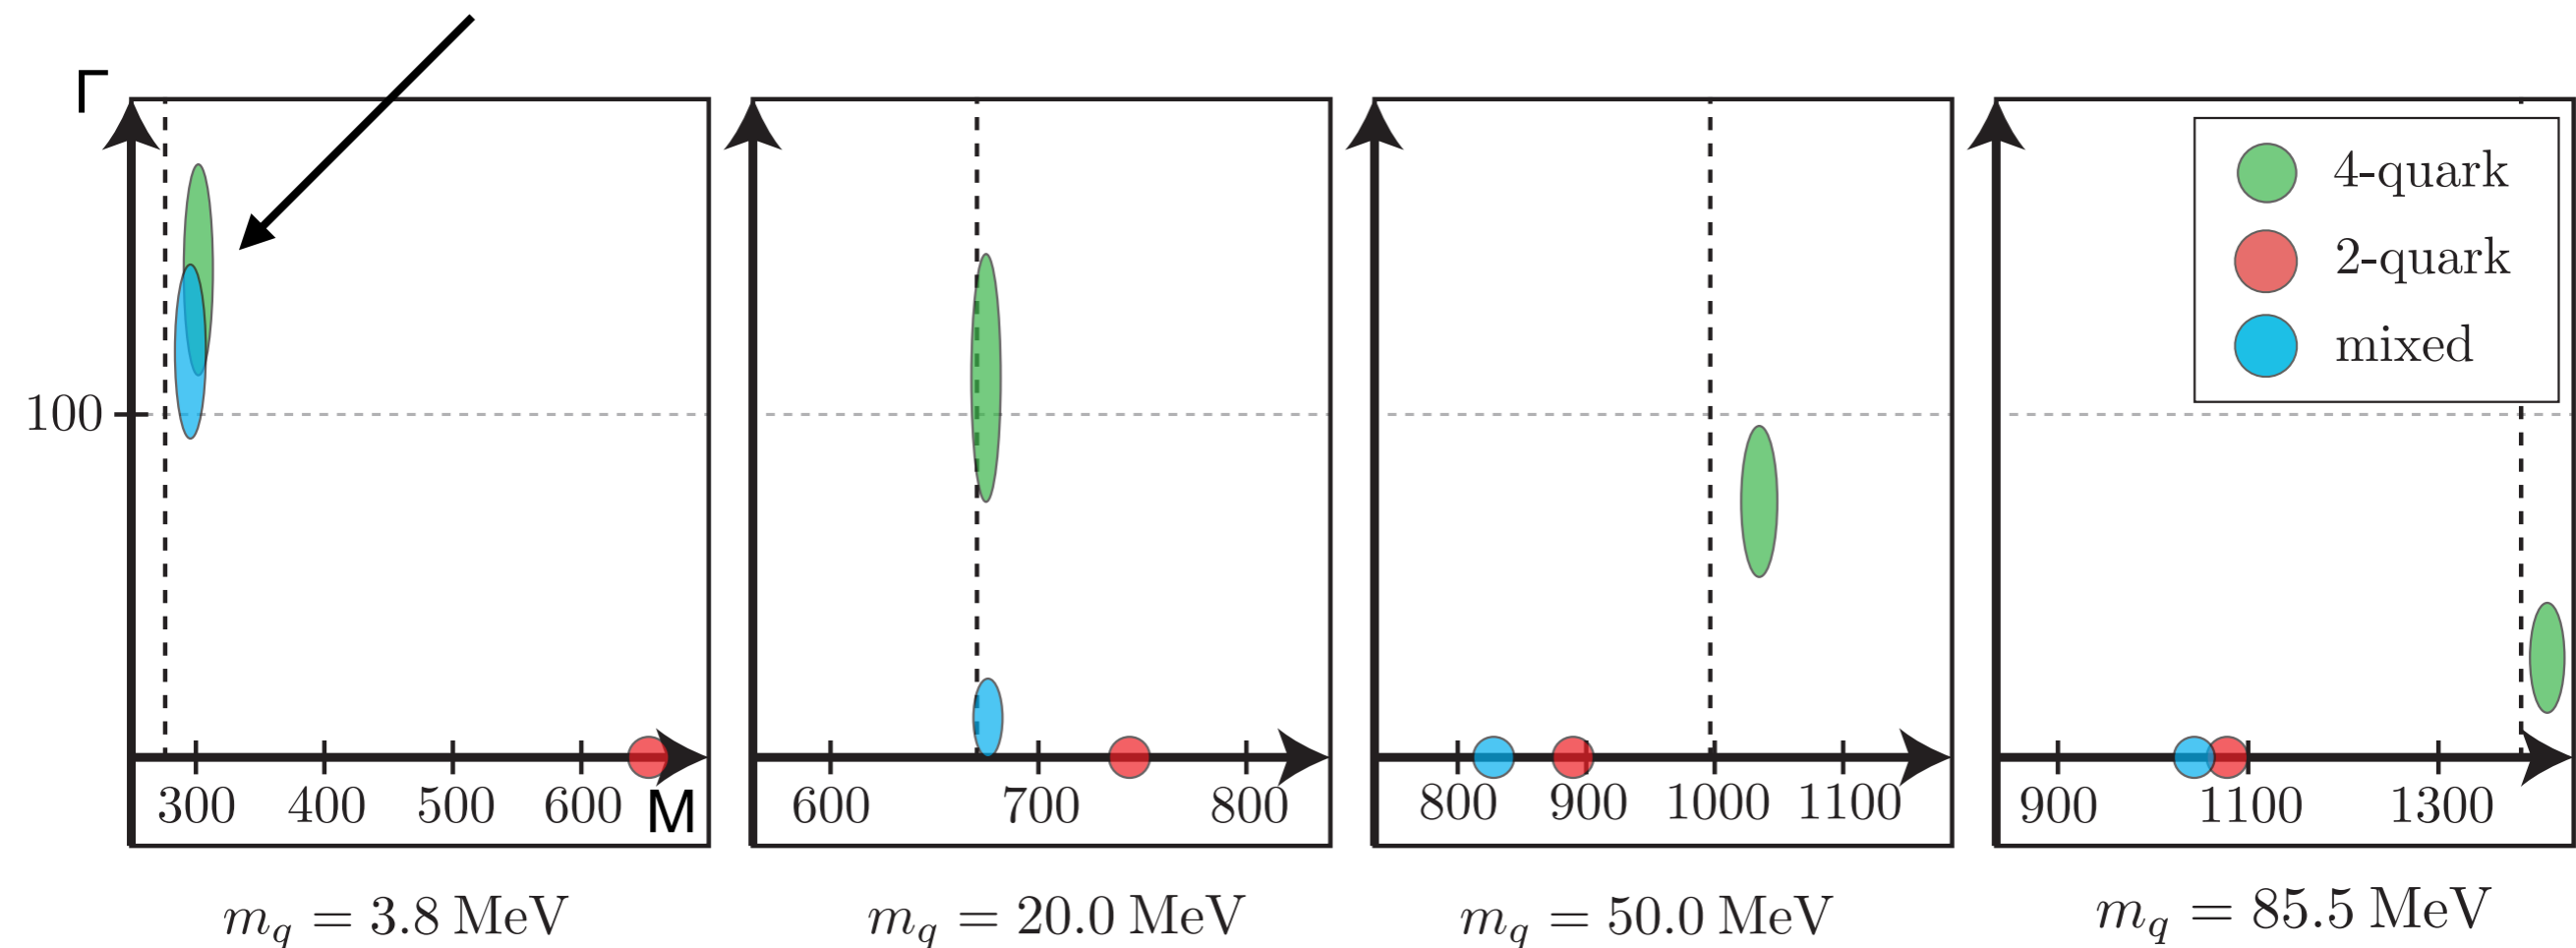 Γ
4-quark
2-quark
mixed
100
300 400 500 600 M
600 700 800
800 900 1000 1100
900 1100 1300
m_q = 3.8 MeV
m_q = 20.0 MeV
m_q = 50.0 MeV
m_q = 85.5 MeV